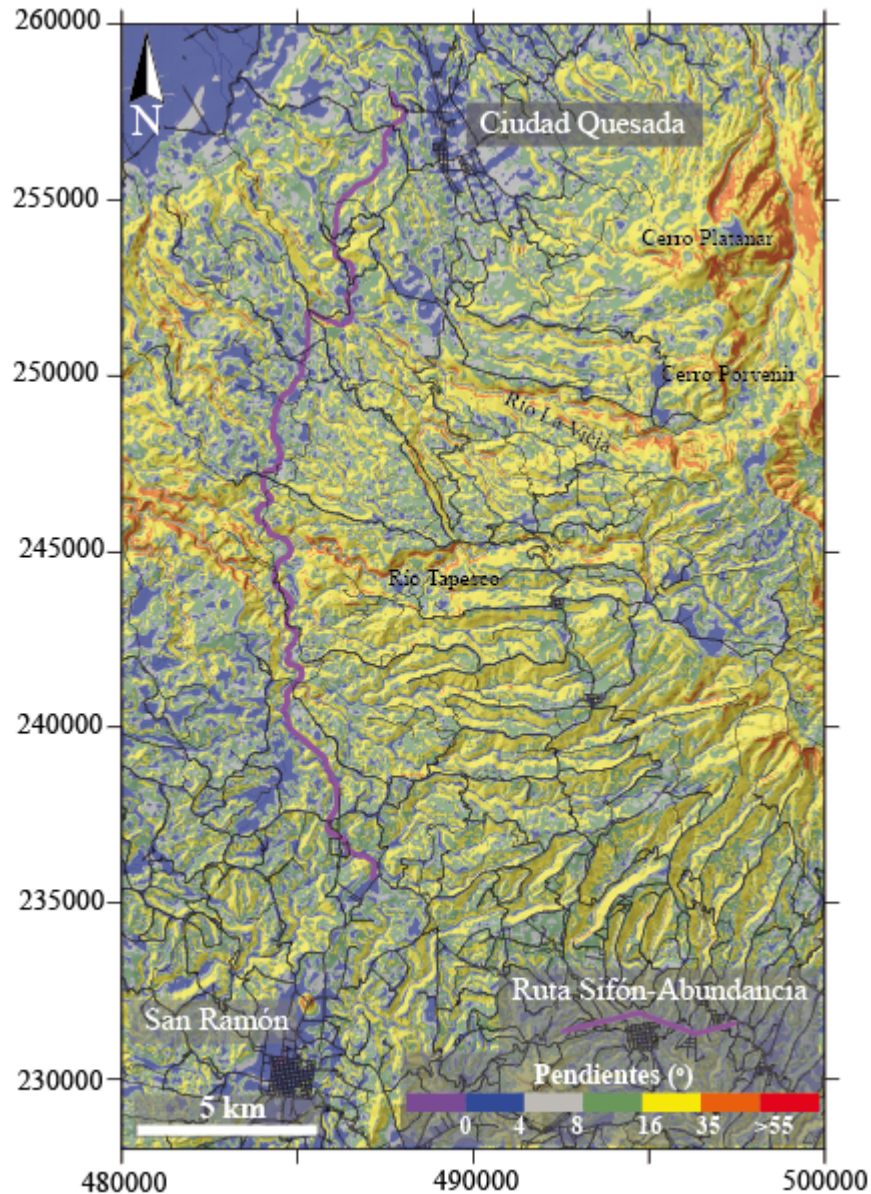 260000
N
Ciudad Quesada
255000
Cerro Platanar
250000
Cerro Porvenir
Río La Vieja
245000
Río Tapesco
240000
235000
Ruta Sifón-Abundancia
San Ramón
230000
Pendientes (º)
5 km
0 4 8 16 35 >55
480000 490000 500000